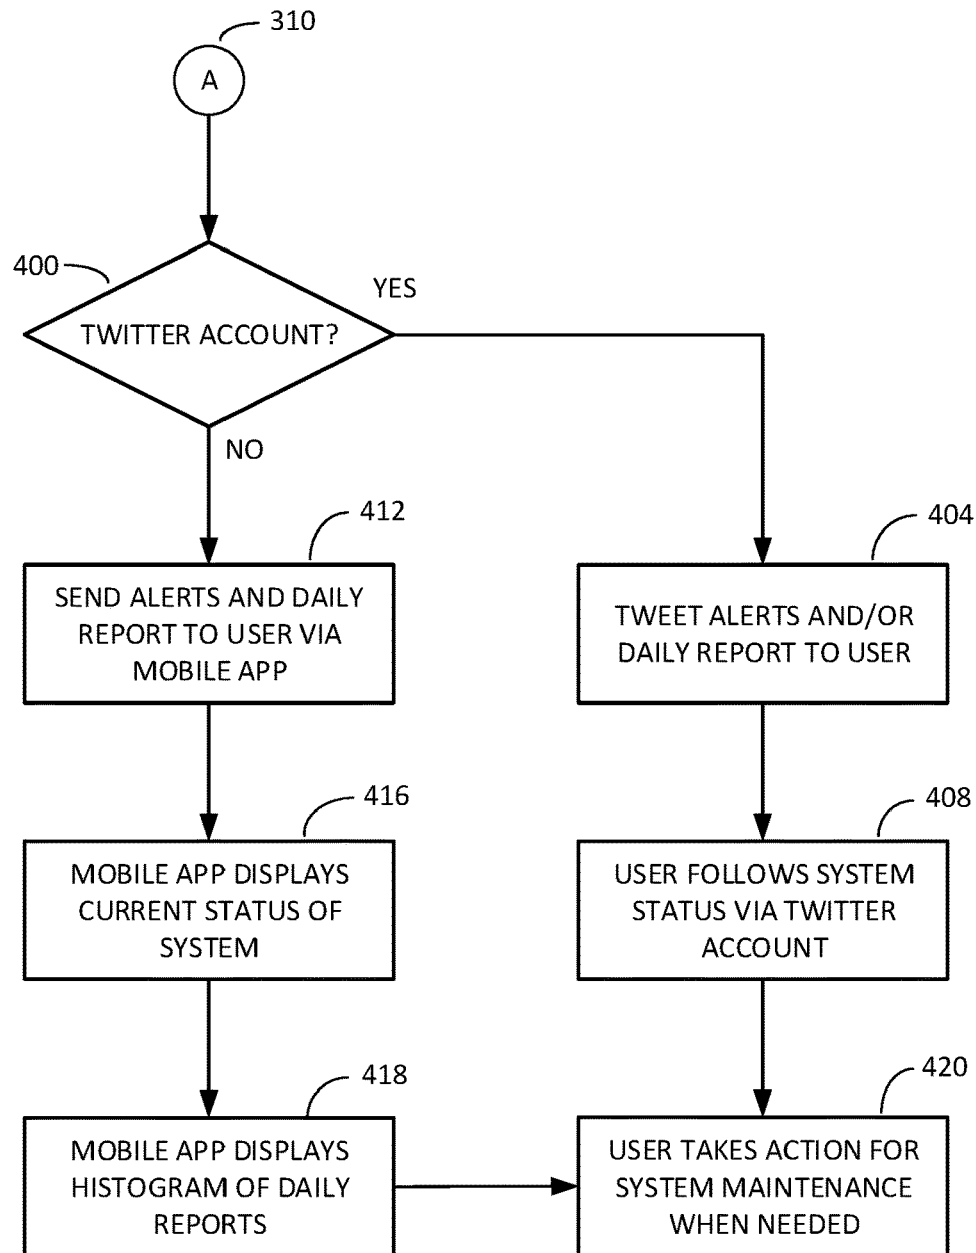 310
A
400
TWITTER ACCOUNT?
YES
NO
412
SEND ALERTS AND DAILY
REPORT TO USER VIA
MOBILE APP
404
TWEET ALERTS AND/OR
DAILY REPORT TO USER
416
MOBILE APP DISPLAYS
CURRENT STATUS OF
SYSTEM
408
USER FOLLOWS SYSTEM
STATUS VIA TWITTER
ACCOUNT
418
MOBILE APP DISPLAYS
HISTOGRAM OF DAILY
REPORTS
420
USER TAKES ACTION FOR
SYSTEM MAINTENANCE
WHEN NEEDED